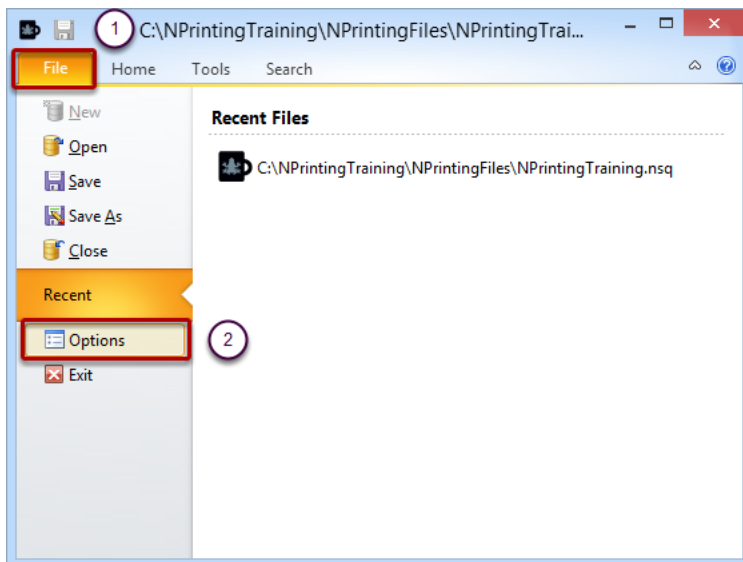 1 C:\NPrintingTraining\NPrintingFiles\NPrintingTrai...
File Home Tools Search
New
Open
Save
Save As
Close
Recent
Options 2
Exit
Recent Files
C:\NPrintingTraining\NPrintingFiles\NPrintingTraining.nsq